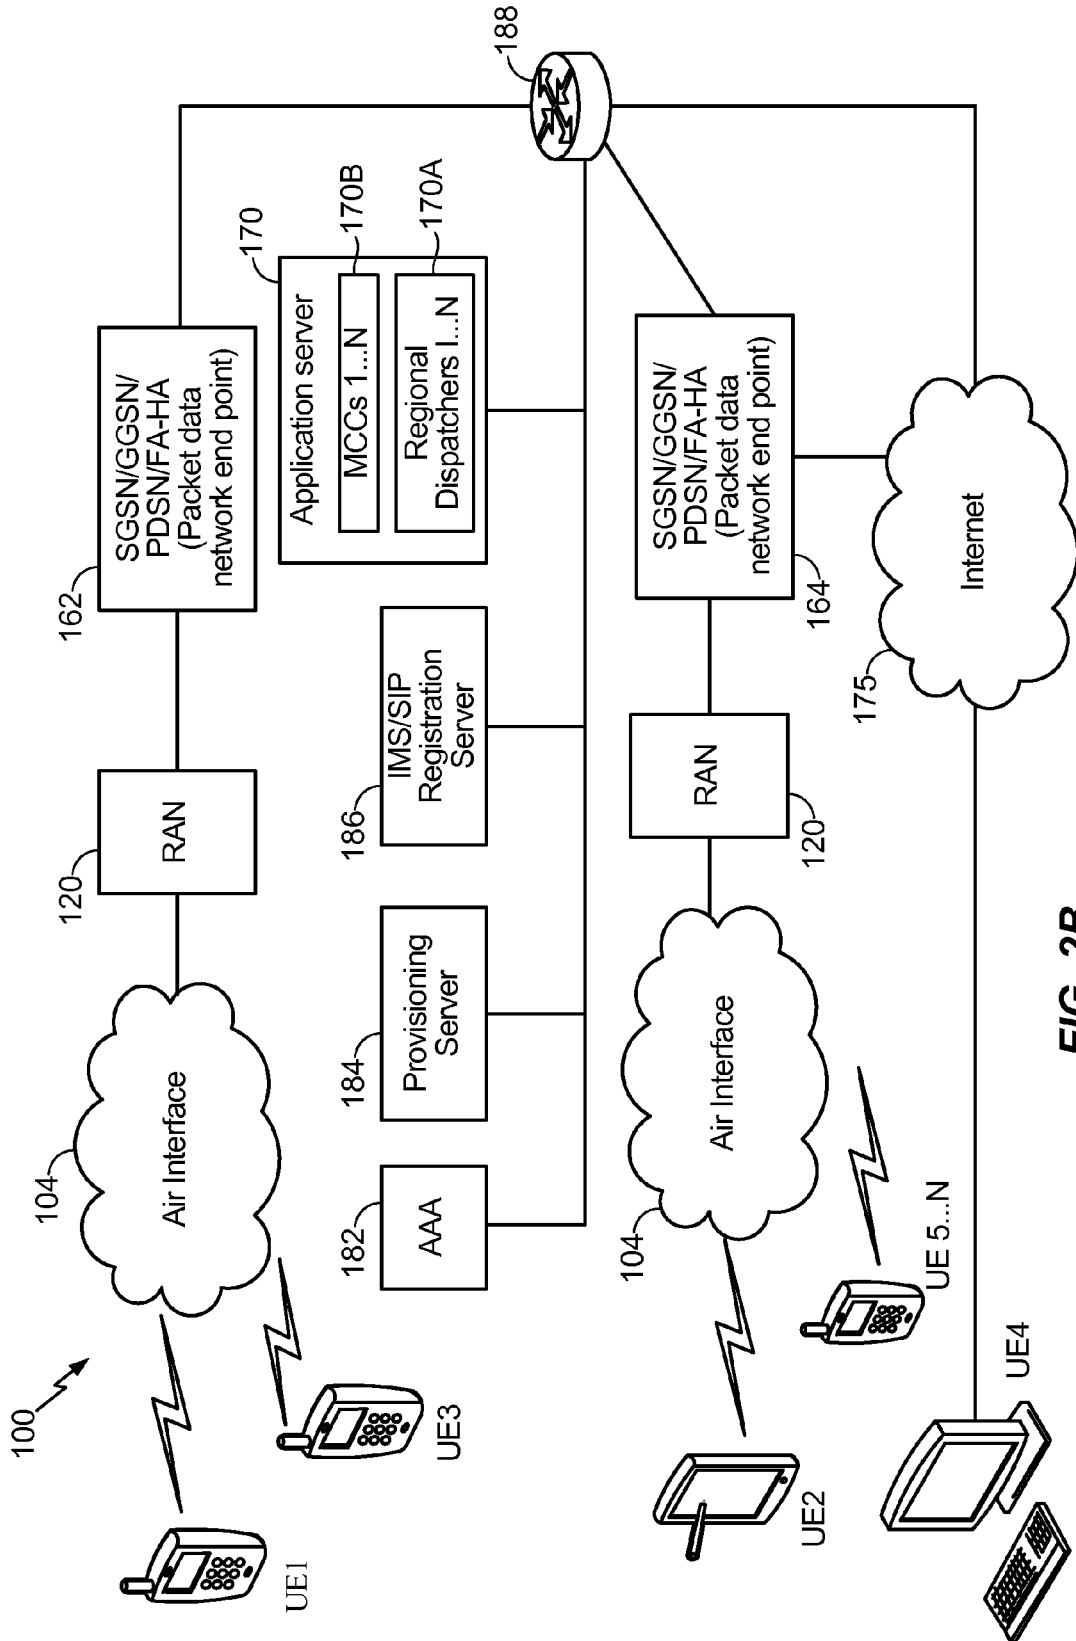 100
UE1
UE3
104
Air Interface
120
RAN
162
SGSN/GGSN/
PDSN/FA-HA
(Packet data
network end point)
182
AAA
184
Provisioning
Server
186
IMS/SIP
Registration
Server
170
Application server
170B
MCCs 1...N
170A
Regional
Dispatchers I...N
188
UE2
104
Air Interface
120
RAN
164
SGSN/GGSN/
PDSN/FA-HA
(Packet data
network end point)
UE 5...N
UE4
175
Internet
FIG. 2B